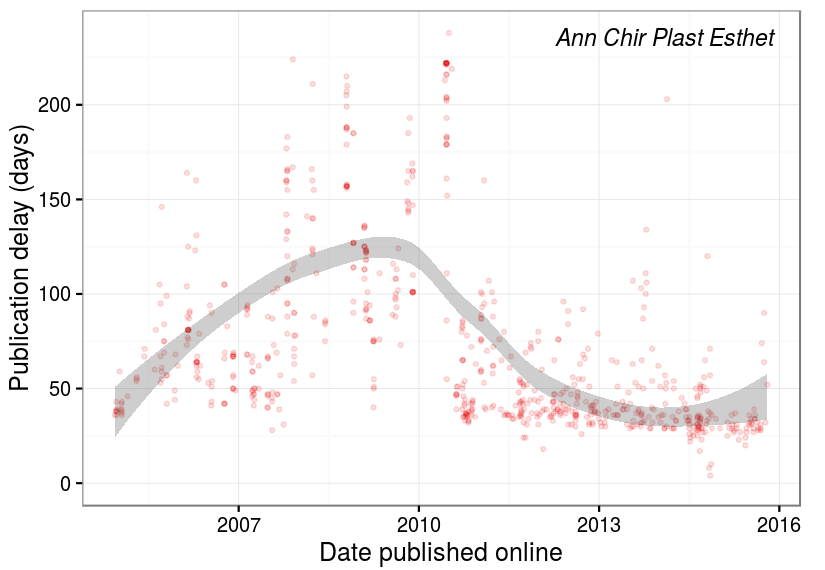 Ann Chir Plast Esthet
Publication delay (days)
200
150
100
50
0
2007 2010 2013 2016
Date published online